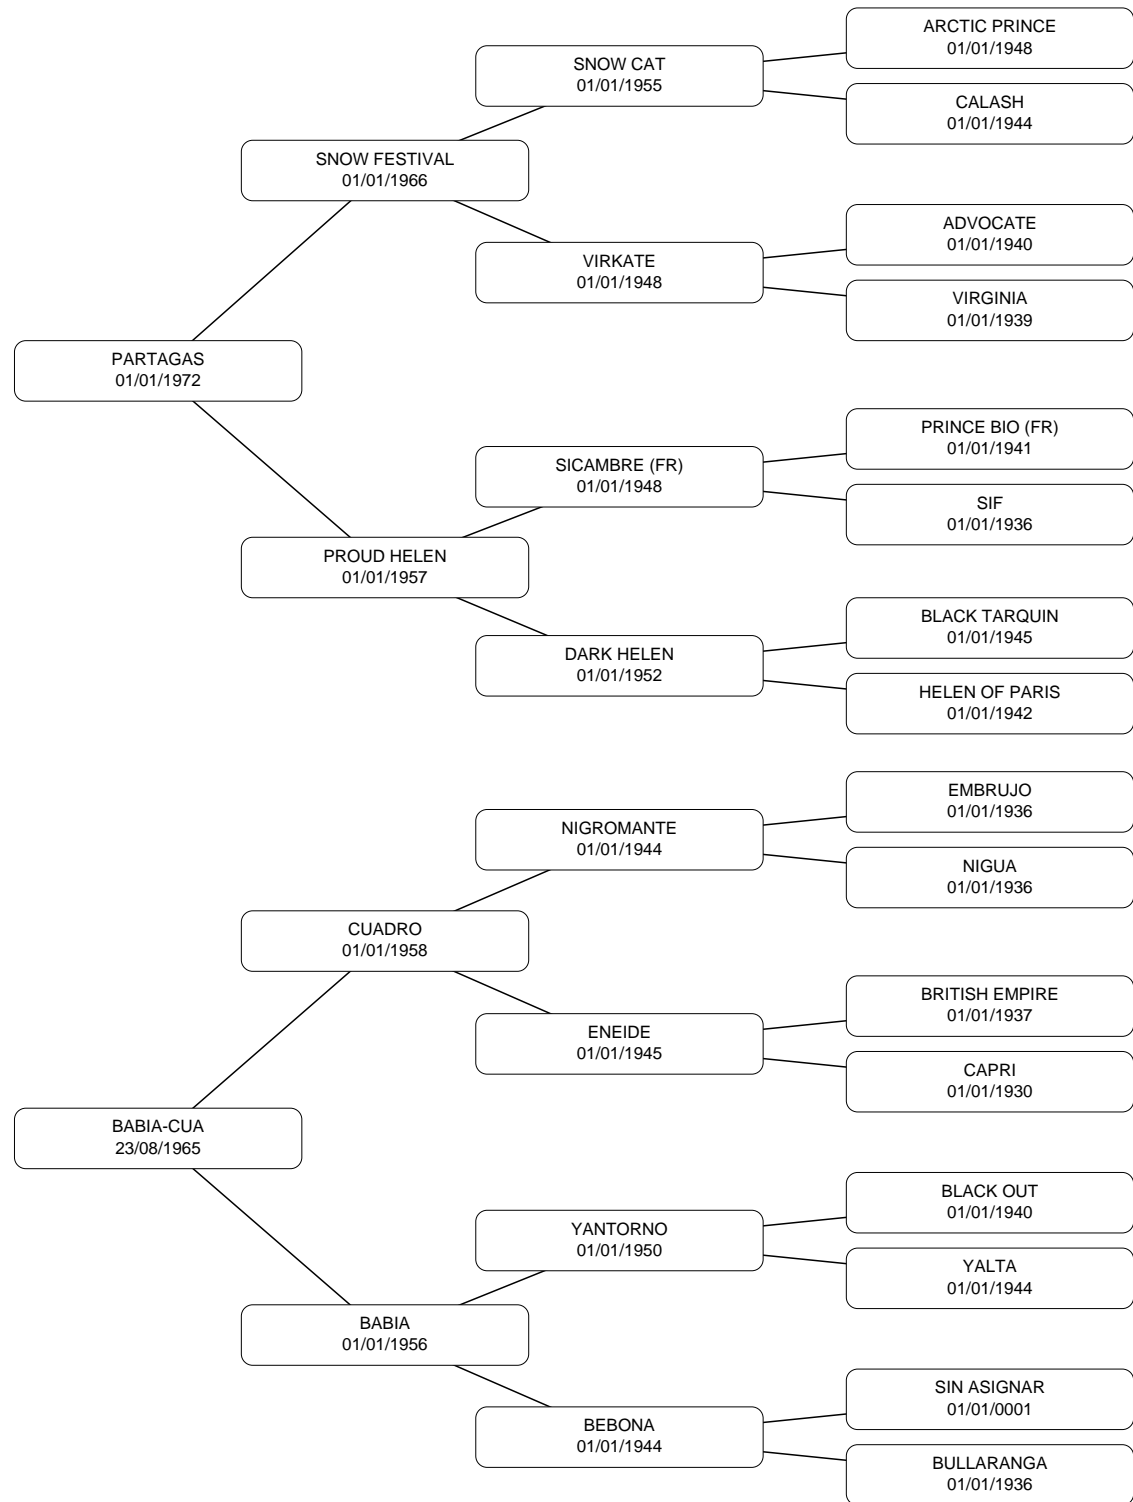 ARCTIC PRINCE
01/01/1948
SNOW CAT
01/01/1955
CALASH
01/01/1944
SNOW FESTIVAL
01/01/1966
ADVOCATE
01/01/1940
VIRKATE
01/01/1948
VIRGINIA
01/01/1939
PARTAGAS
01/01/1972
PRINCE BIO (FR)
01/01/1941
SICAMBRE (FR)
01/01/1948
SIF
01/01/1936
PROUD HELEN
01/01/1957
BLACK TARQUIN
01/01/1945
DARK HELEN
01/01/1952
HELEN OF PARIS
01/01/1942
EMBRUJO
01/01/1936
NIGROMANTE
01/01/1944
NIGUA
01/01/1936
CUADRO
01/01/1958
BRITISH EMPIRE
01/01/1937
ENEIDE
01/01/1945
CAPRI
01/01/1930
BABIA-CUA
23/08/1965
BLACK OUT
01/01/1940
YANTORNO
01/01/1950
YALTA
01/01/1944
BABIA
01/01/1956
SIN ASIGNAR
01/01/0001
BEBONA
01/01/1944
BULLARANGA
01/01/1936